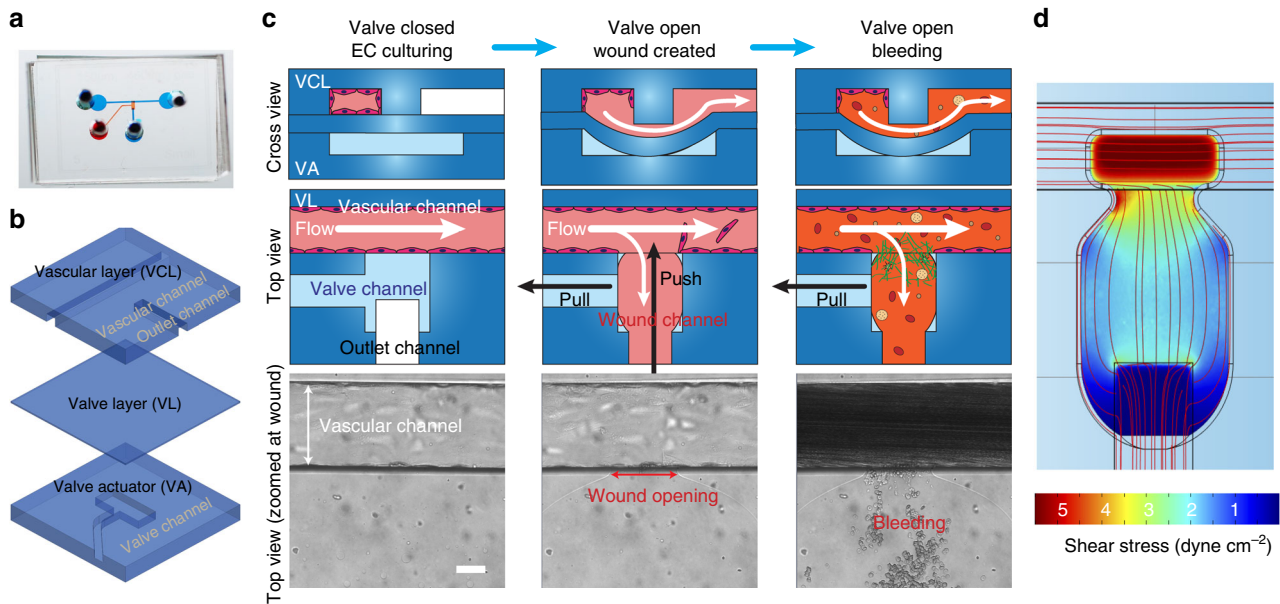 a
b
Vascular layer (VCL)
Vascular channel
Outlet channel
Valve layer (VL)
Valve actuator (VA)
Valve channel
c
Valve closed
EC culturing
Valve open
wound created
Valve open
bleeding
Cross view
VCL
VA
Top view
VL
Vascular channel
Flow
Valve channel
Outlet channel
Flow
Pull
Push
Wound channel
Pull
Top view (zoomed at wound)
Vascular channel
Wound opening
Bleeding
d
5 4 3 2 1
Shear stress (dyne cm⁻²)